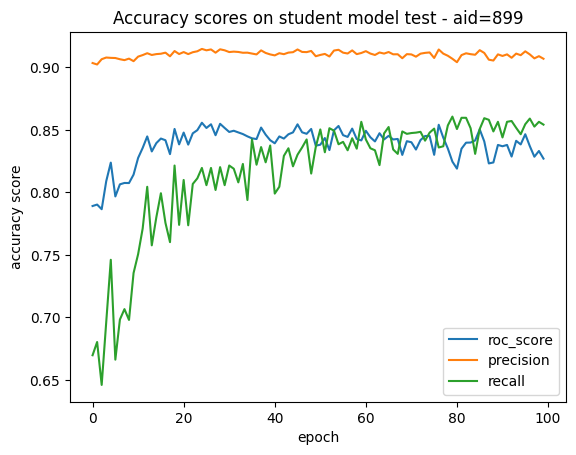 Accuracy scores on student model test - aid=899
accuracy score
0.90
0.85
0.80
0.75
0.70
0.65
0
20
40
60
80
100
epoch
roc_score
precision
recall